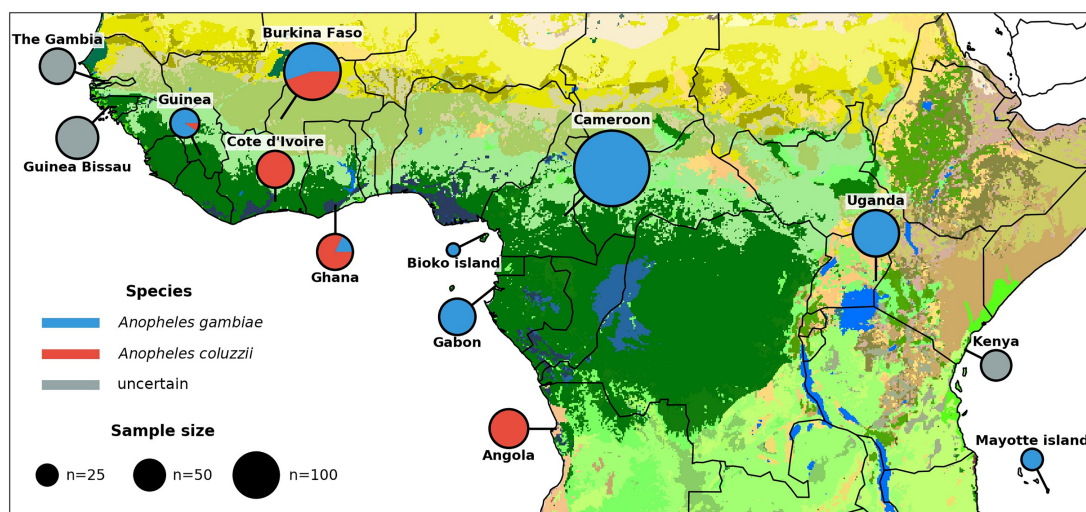 The Gambia
Burkina Faso
Guinea
Cote d'Ivoire
Cameroon
Guinea Bissau
Uganda
Bioko island
Ghana
Gabon
Kenya
Angola
Mayotte island
Species
Anopheles gambiae
Anopheles coluzzii
uncertain
Sample size
n=25 n=50 n=100